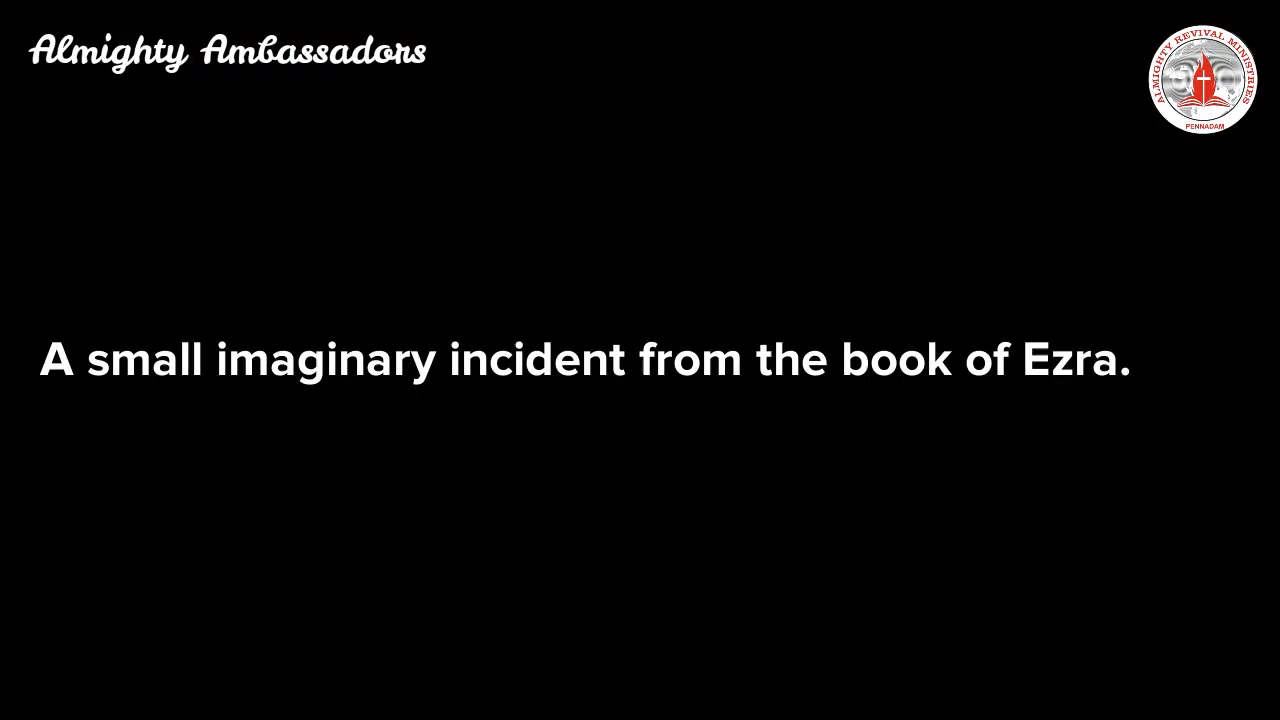 Almighty Ambassadors
ALMIGHTY REVIVAL MINISTRIES
PENNADAM
A small imaginary incident from the book of Ezra.